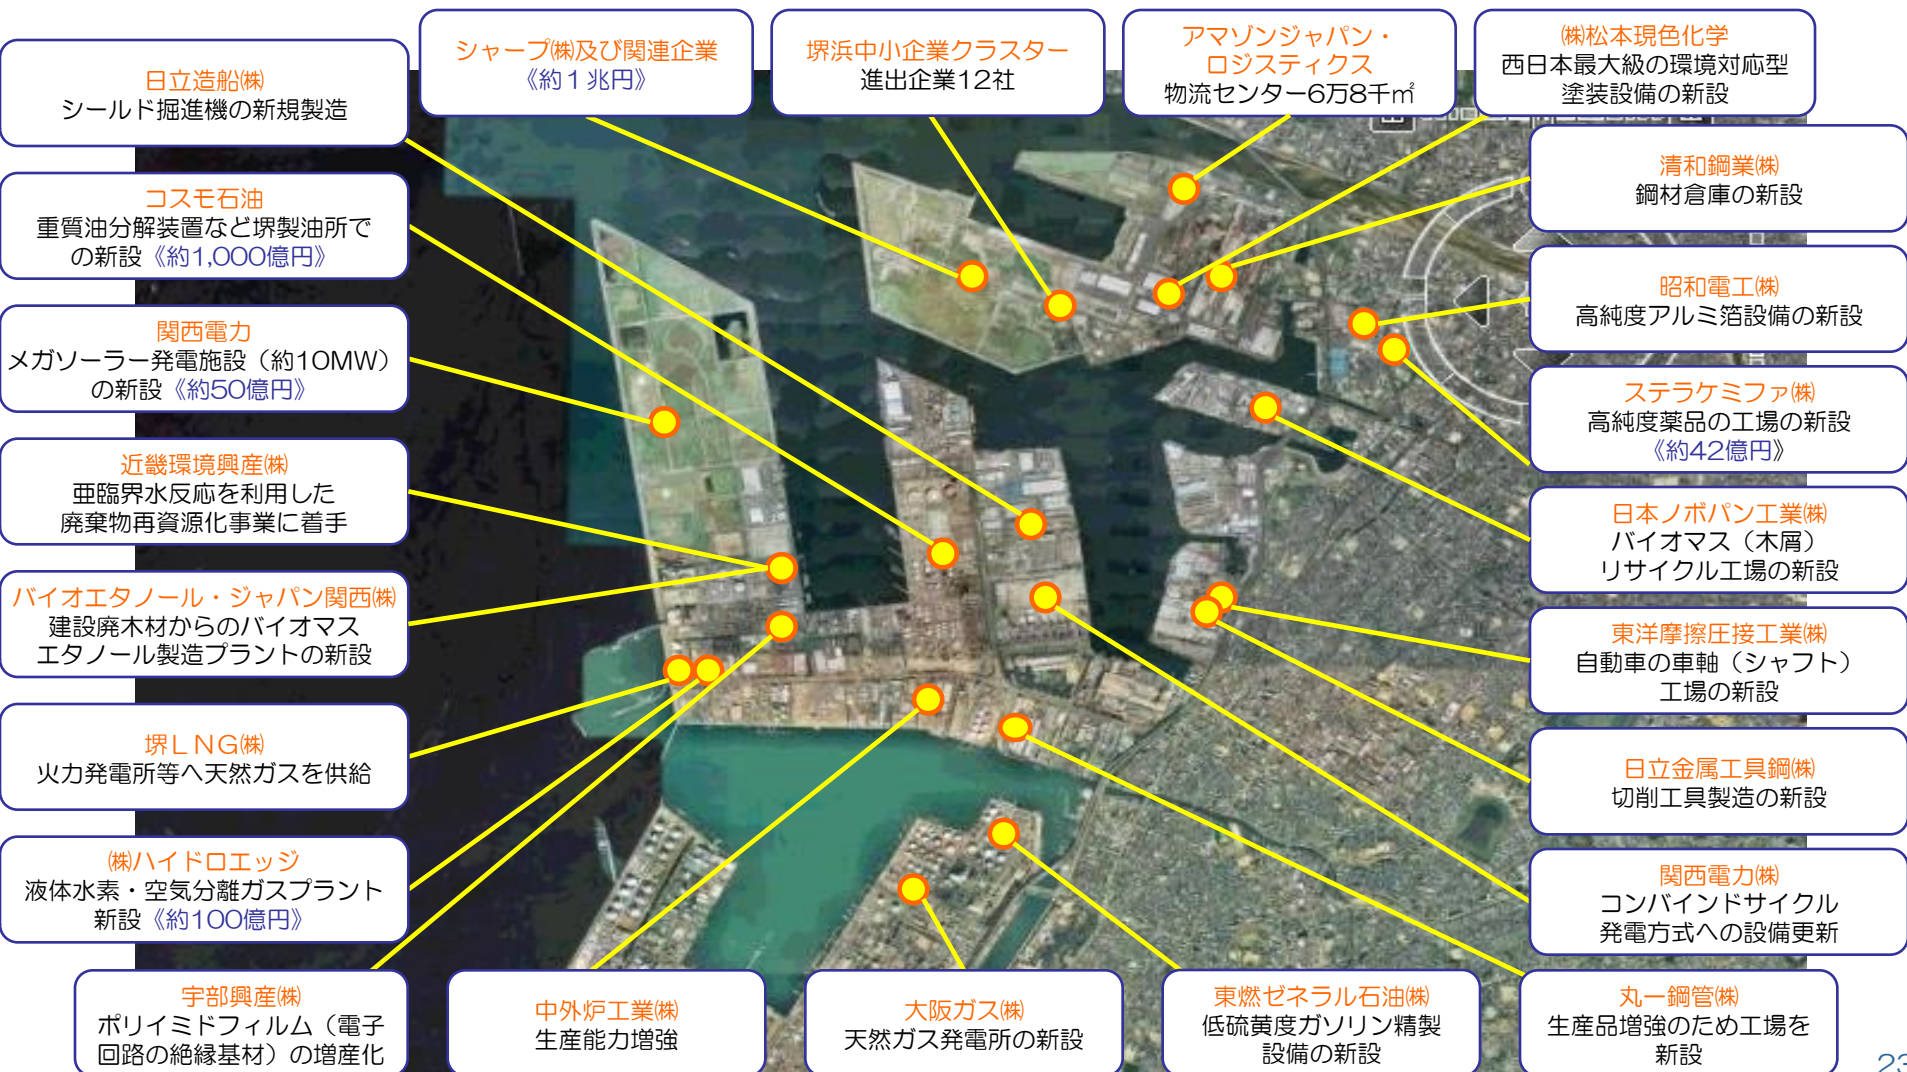 日立造船㈱
シールド掘進機の新規製造
シャープ㈱及び関連企業
《約1兆円》
堺浜中小企業クラスター
進出企業12社
アマゾンジャパン・
ロジスティクス
物流センター6万8千㎡
㈱松本現色化学
西日本最大級の環境対応型
塗装設備の新設
コスモ石油
重質油分解装置など堺製油所で
の新設《約1,000億円》
関西電力
メガソーラー発電施設（約10MW）
の新設《約50億円》
近畿環境興産㈱
亜臨界水反応を利用した
廃棄物再資源化事業に着手
バイオエタノール・ジャパン関西㈱
建設廃木材からのバイオマス
エタノール製造プラントの新設
堺LNG㈱
火力発電所等へ天然ガスを供給
㈱ハイドロエッジ
液体水素・空気分離ガスプラント
新設《約100億円》
清和鋼業㈱
鋼材倉庫の新設
昭和電工㈱
高純度アルミ箔設備の新設
ステラケミファ㈱
高純度薬品の工場の新設
《約42億円》
日本ノボパン工業㈱
バイオマス（木屑）
リサイクル工場の新設
東洋摩擦圧接工業㈱
自動車の車軸（シャフト）
工場の新設
日立金属工具鋼㈱
切削工具製造の新設
関西電力㈱
コンバインドサイクル
発電方式への設備更新
宇部興産㈱
ポリイミドフィルム（電子
回路の絶縁基材）の増産化
中外炉工業㈱
生産能力増強
大阪ガス㈱
天然ガス発電所の新設
東燃ゼネラル石油㈱
低硫黄度ガソリン精製
設備の新設
丸一鋼管㈱
生産品増強のため工場を
新設
23